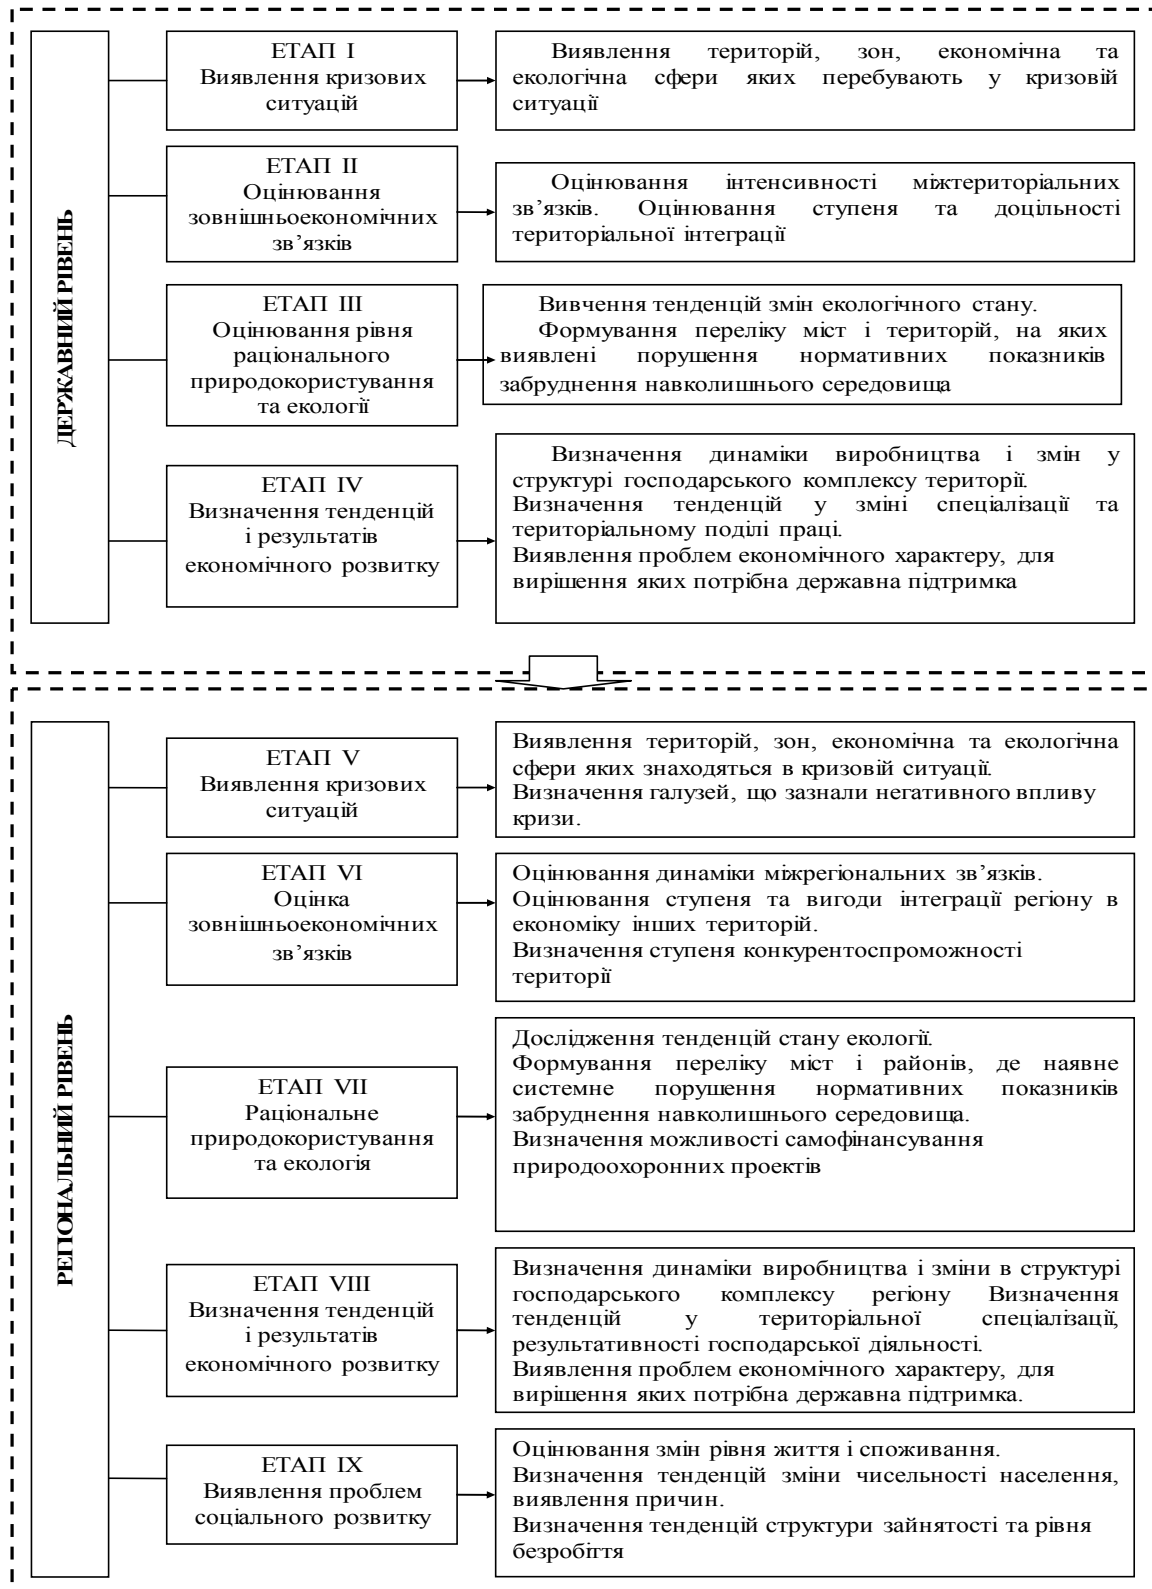 ДЕРЖАВНИЙ РІВЕНЬ
ЕТАП I
Виявлення кризових
ситуацій
Виявлення територій, зон, економічна та
екологічна сфери яких перебувають у кризовій
ситуації
ЕТАП II
Оцінювання
зовнішньоекономічних
зв’язків
Оцінювання інтенсивності міжтериторіальних
зв’язків. Оцінювання ступеня та доцільності
територіальної інтеграції
ЕТАП III
Оцінювання рівня
раціонального
природокористування
та екології
Вивчення тенденцій змін екологічного стану.
Формування переліку міст і територій, на яких
виявлені порушення нормативних показників
забруднення навколишнього середовища
ЕТАП IV
Визначення тенденцій
і результатів
економічного розвитку
Визначення динаміки виробництва і змін у
структурі господарського комплексу території.
Визначення тенденцій у зміні спеціалізації та
територіальному поділі праці.
Виявлення проблем економічного характеру, для
вирішення яких потрібна державна підтримка
РЕГІОНАЛЬНИЙ РІВЕНЬ
ЕТАП V
Виявлення кризових
ситуацій
Виявлення територій, зон, економічна та екологічна
сфери яких знаходяться в кризовій ситуації.
Визначення галузей, що зазнали негативного впливу
кризи.
ЕТАП VI
Оцінка
зовнішньоекономічних
зв’язків
Оцінювання динаміки міжрегіональних зв’язків.
Оцінювання ступеня та вигоди інтеграції регіону в
економіку інших територій.
Визначення ступеня конкурентоспроможності
території
ЕТАП VII
Раціональне
природокористування
та екологія
Дослідження тенденцій стану екології.
Формування переліку міст і районів, де наявне
системне порушення нормативних показників
забруднення навколишнього середовища.
Визначення можливості самофінансування
природоохоронних проектів
ЕТАП VIII
Визначення тенденцій
і результатів
економічного розвитку
Визначення динаміки виробництва і зміни в структурі
господарського комплексу регіону Визначення
тенденцій у територіальної спеціалізації,
результативності господарської діяльності.
Виявлення проблем економічного характеру, для
вирішення яких потрібна державна підтримка.
ЕТАП IX
Виявлення проблем
соціального розвитку
Оцінювання змін рівня життя і споживання.
Визначення тенденцій зміни чисельності населення,
виявлення причин.
Визначення тенденцій структури зайнятості та рівня
безробіття